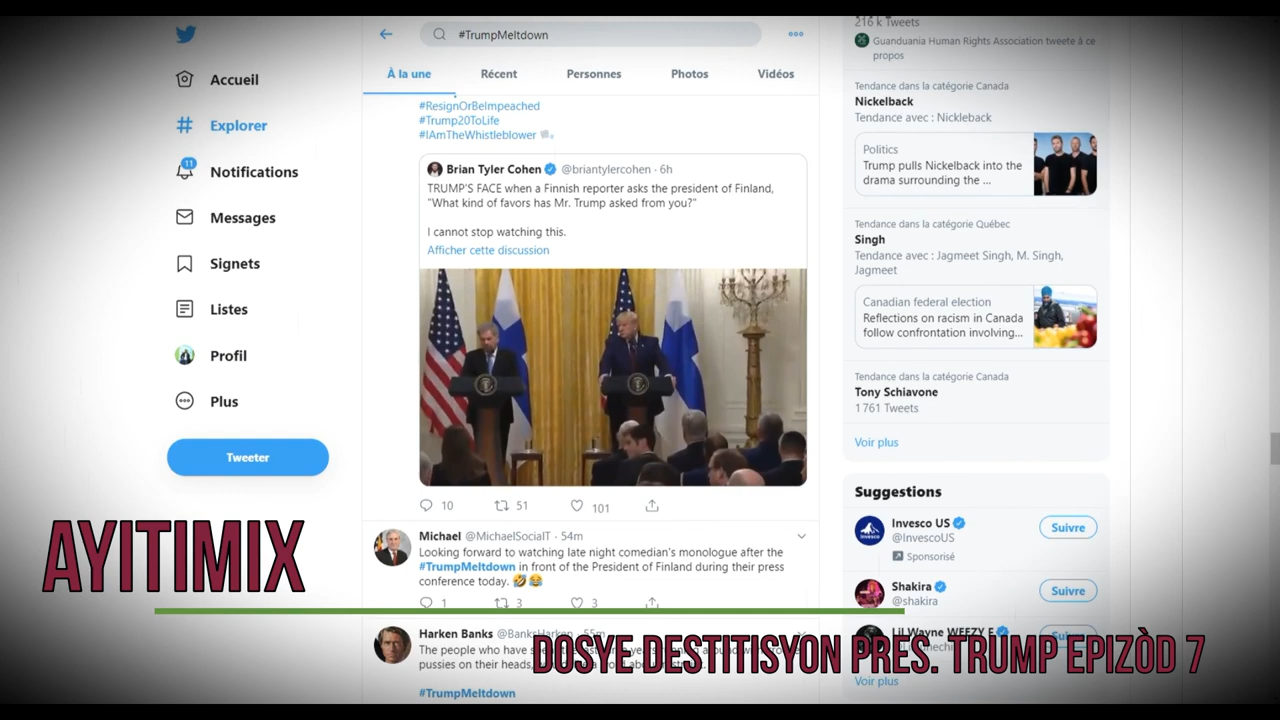 #TrumpMeltdown
Accueil
Explorer
11
Notifications
Messages
Signets
Listes
Profil
Plus
Tweeter
À la une
Récent
Personnes
Photos
Vidéos
#ResignOrBeImpeached
#Trump20ToLife
#IAmTheWhistleblower
Brian Tyler Cohen @briantylercohen · 6h
TRUMP'S FACE when a Finnish reporter asks the president of Finland,
"What kind of favors has Mr. Trump asked from you?"
I cannot stop watching this.
Afficher cette discussion
10 51 101
Michael @MichaelSocialT · 54m
Looking forward to watching late night comedian's monologue after the
#TrumpMeltdown in front of the President of Finland during their press
conference today. 🤣😂
1 3 3
Harken Banks @BanksHarken · 55m
The people who have
pussies on their heads,
#TrumpMeltdown
216 k Tweets
Guanduania Human Rights Association tweete à ce
propos
Tendance dans la catégorie Canada
Nickelback
Tendance avec : Nickleback
Politics
Trump pulls Nickelback into the
drama surrounding the ...
Tendance dans la catégorie Québec
Singh
Tendance avec : Jagmeet Singh, M. Singh,
Jagmeet
Canadian federal election
Reflections on racism in Canada
follow confrontation involving...
Tendance dans la catégorie Canada
Tony Schiavone
1 761 Tweets
Voir plus
Suggestions
Invesco US
@InvescoUS
Sponsorisé
Suivre
Shakira
@shakira
Suivre
Lil Wayne WEEZY F
Suivre
Voir plus
AYITIMIX
DOSYE DESTITISYON PRES. TRUMP EPIZÒD 7